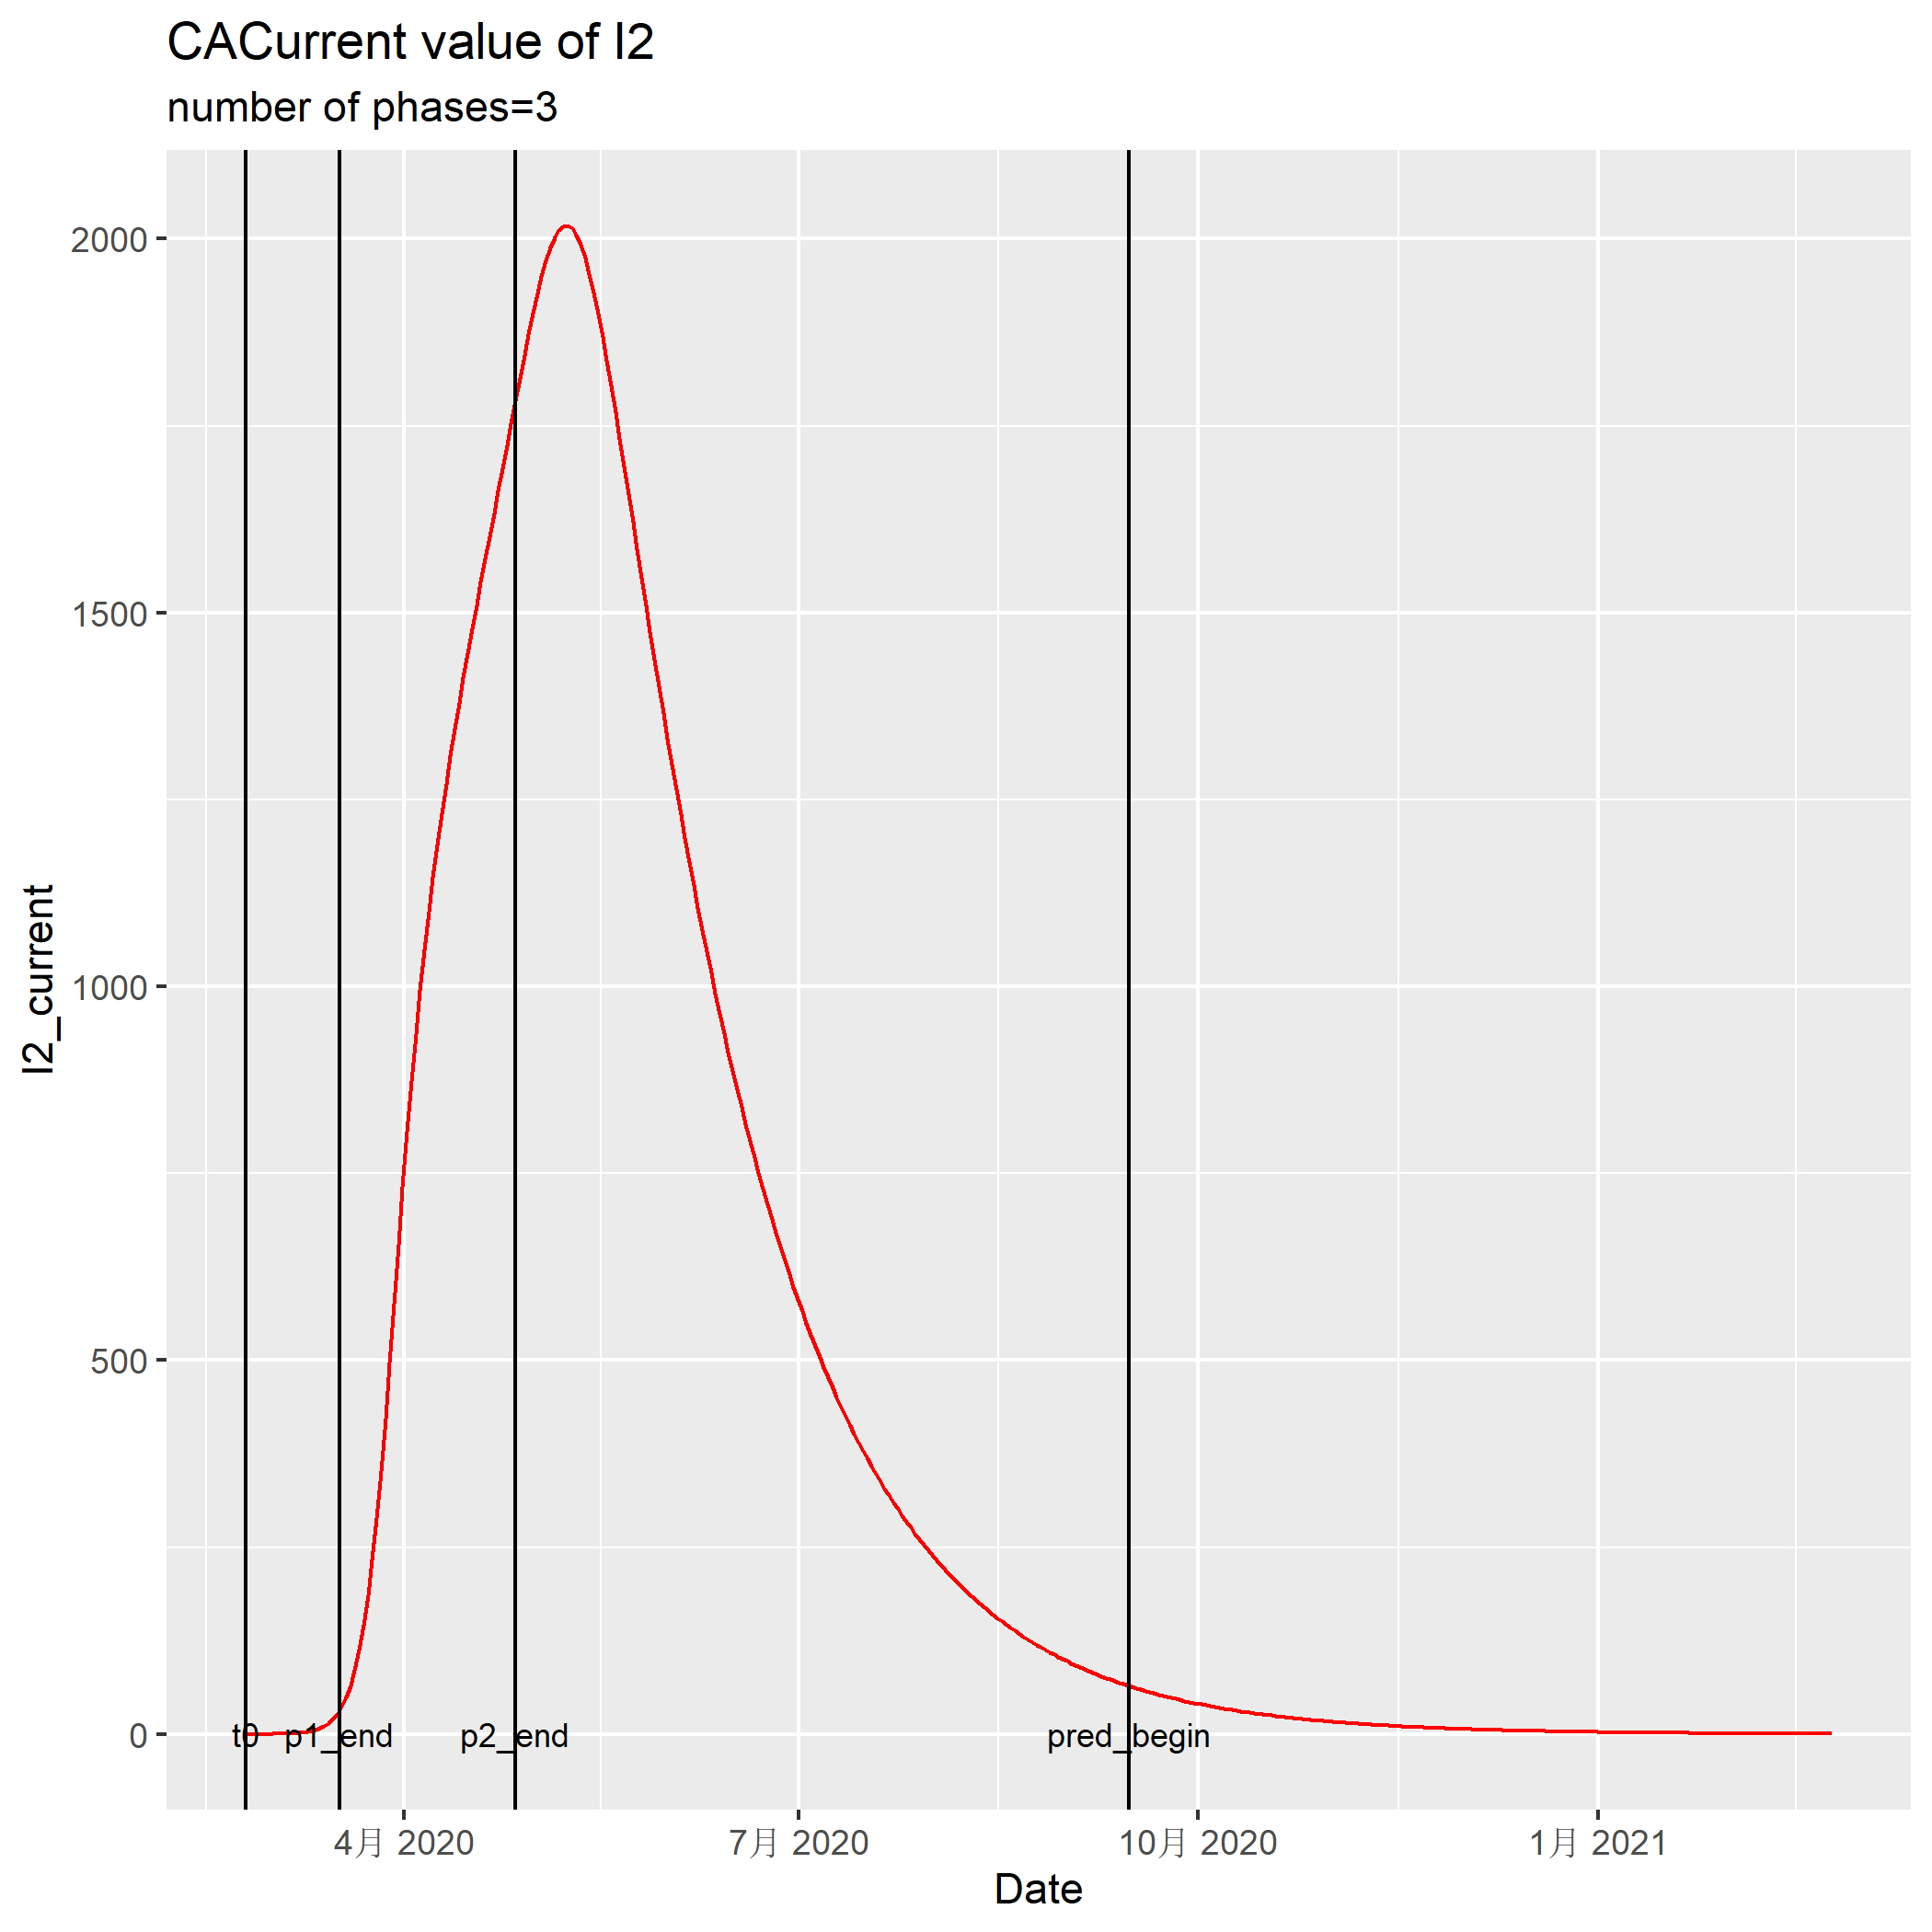 CACurrent value of I2
number of phases=3
I2_current
2000
1500
1000
500
0
t0 p1_end p2_end pred_begin
4月 2020 7月 2020 10月 2020 1月 2021
Date